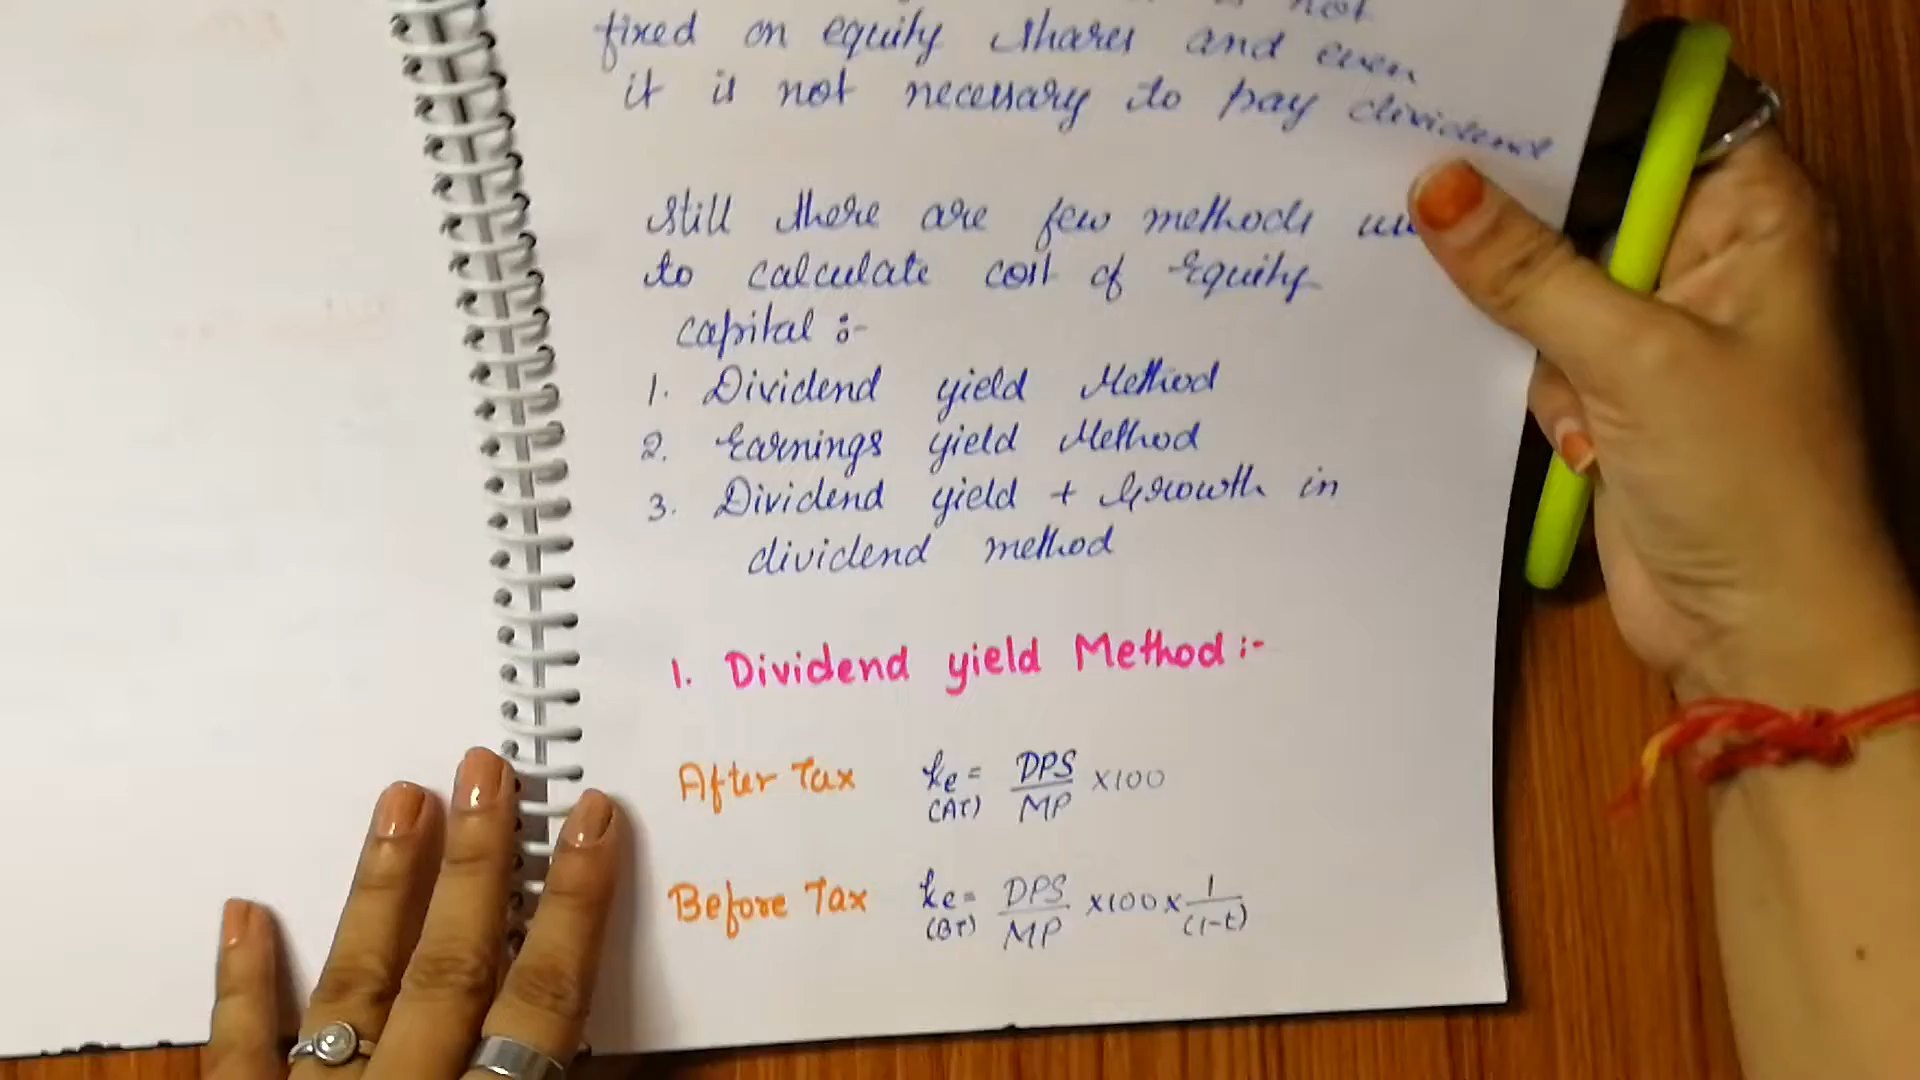 not
fixed on equity shares and even
it is not necessary to pay dividend
Still there are few methods
to calculate cost of Equity
capital :-
1. Dividend yield Method
2. Earnings yield Method
3. Dividend yield + Growth in
dividend method
1. Dividend yield Method :-
After Tax ke (AT) = DPS/MP ×100
Before Tax ke (BT) = DPS/MP ×100× 1/(1-t)